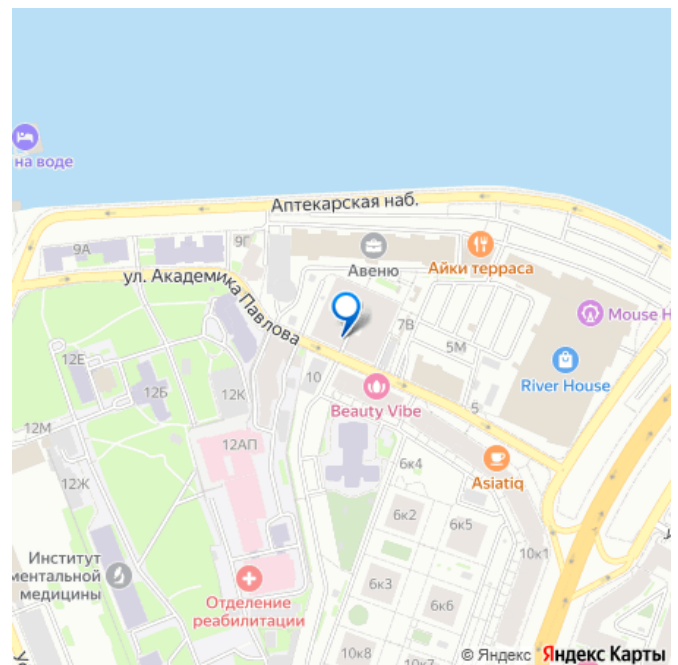 на воде
Аптекарская наб.
9А
9Г
Авеню
Айки терраса
ул. Академика Павлова
Mouse H
7В
5М
River House
12Е
12Б
12К
10
5
Beauty Vibe
12М
12АП
6к4
Asiatiq
12Ж
6к2
6к5
10к1
Институт
ментальной
медицины
6к3
6к6
Отделение
реабилитации
10к8
10к7
© Яндекс Яндекс Карты